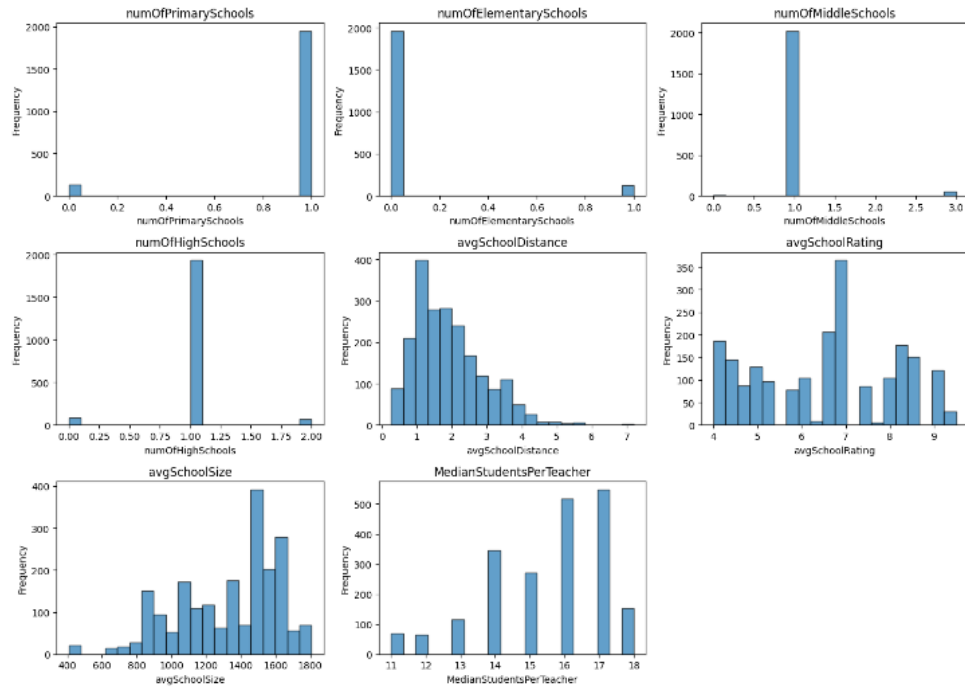 numOfPrimarySchools
2000
1500
1000
500
0
Frequency
0.0 0.2 0.4 0.6 0.8 1.0
numOfPrimarySchools
numOfElementarySchools
2000
1500
1000
500
0
Frequency
0.0 0.2 0.4 0.6 0.8 1.0
numOfElementarySchools
numOfMiddleSchools
2000
1500
1000
500
0
Frequency
0.0 0.5 1.0 1.5 2.0 2.5 3.0
numOfMiddleSchools
numOfHighSchools
2000
1500
1000
500
0
Frequency
0.00 0.25 0.50 0.75 1.00 1.25 1.50 1.75 2.00
numOfHighSchools
avgSchoolDistance
400
300
200
100
0
Frequency
0 1 2 3 4 5 6 7
avgSchoolDistance
avgSchoolRating
350
300
250
200
150
100
50
0
Frequency
4 5 6 7 8 9
avgSchoolRating
avgSchoolSize
400
300
200
100
0
Frequency
400 600 800 1000 1200 1400 1600 1800
avgSchoolSize
MedianStudentsPerTeacher
500
400
300
200
100
0
Frequency
11 12 13 14 15 16 17 18
MedianStudentsPerTeacher